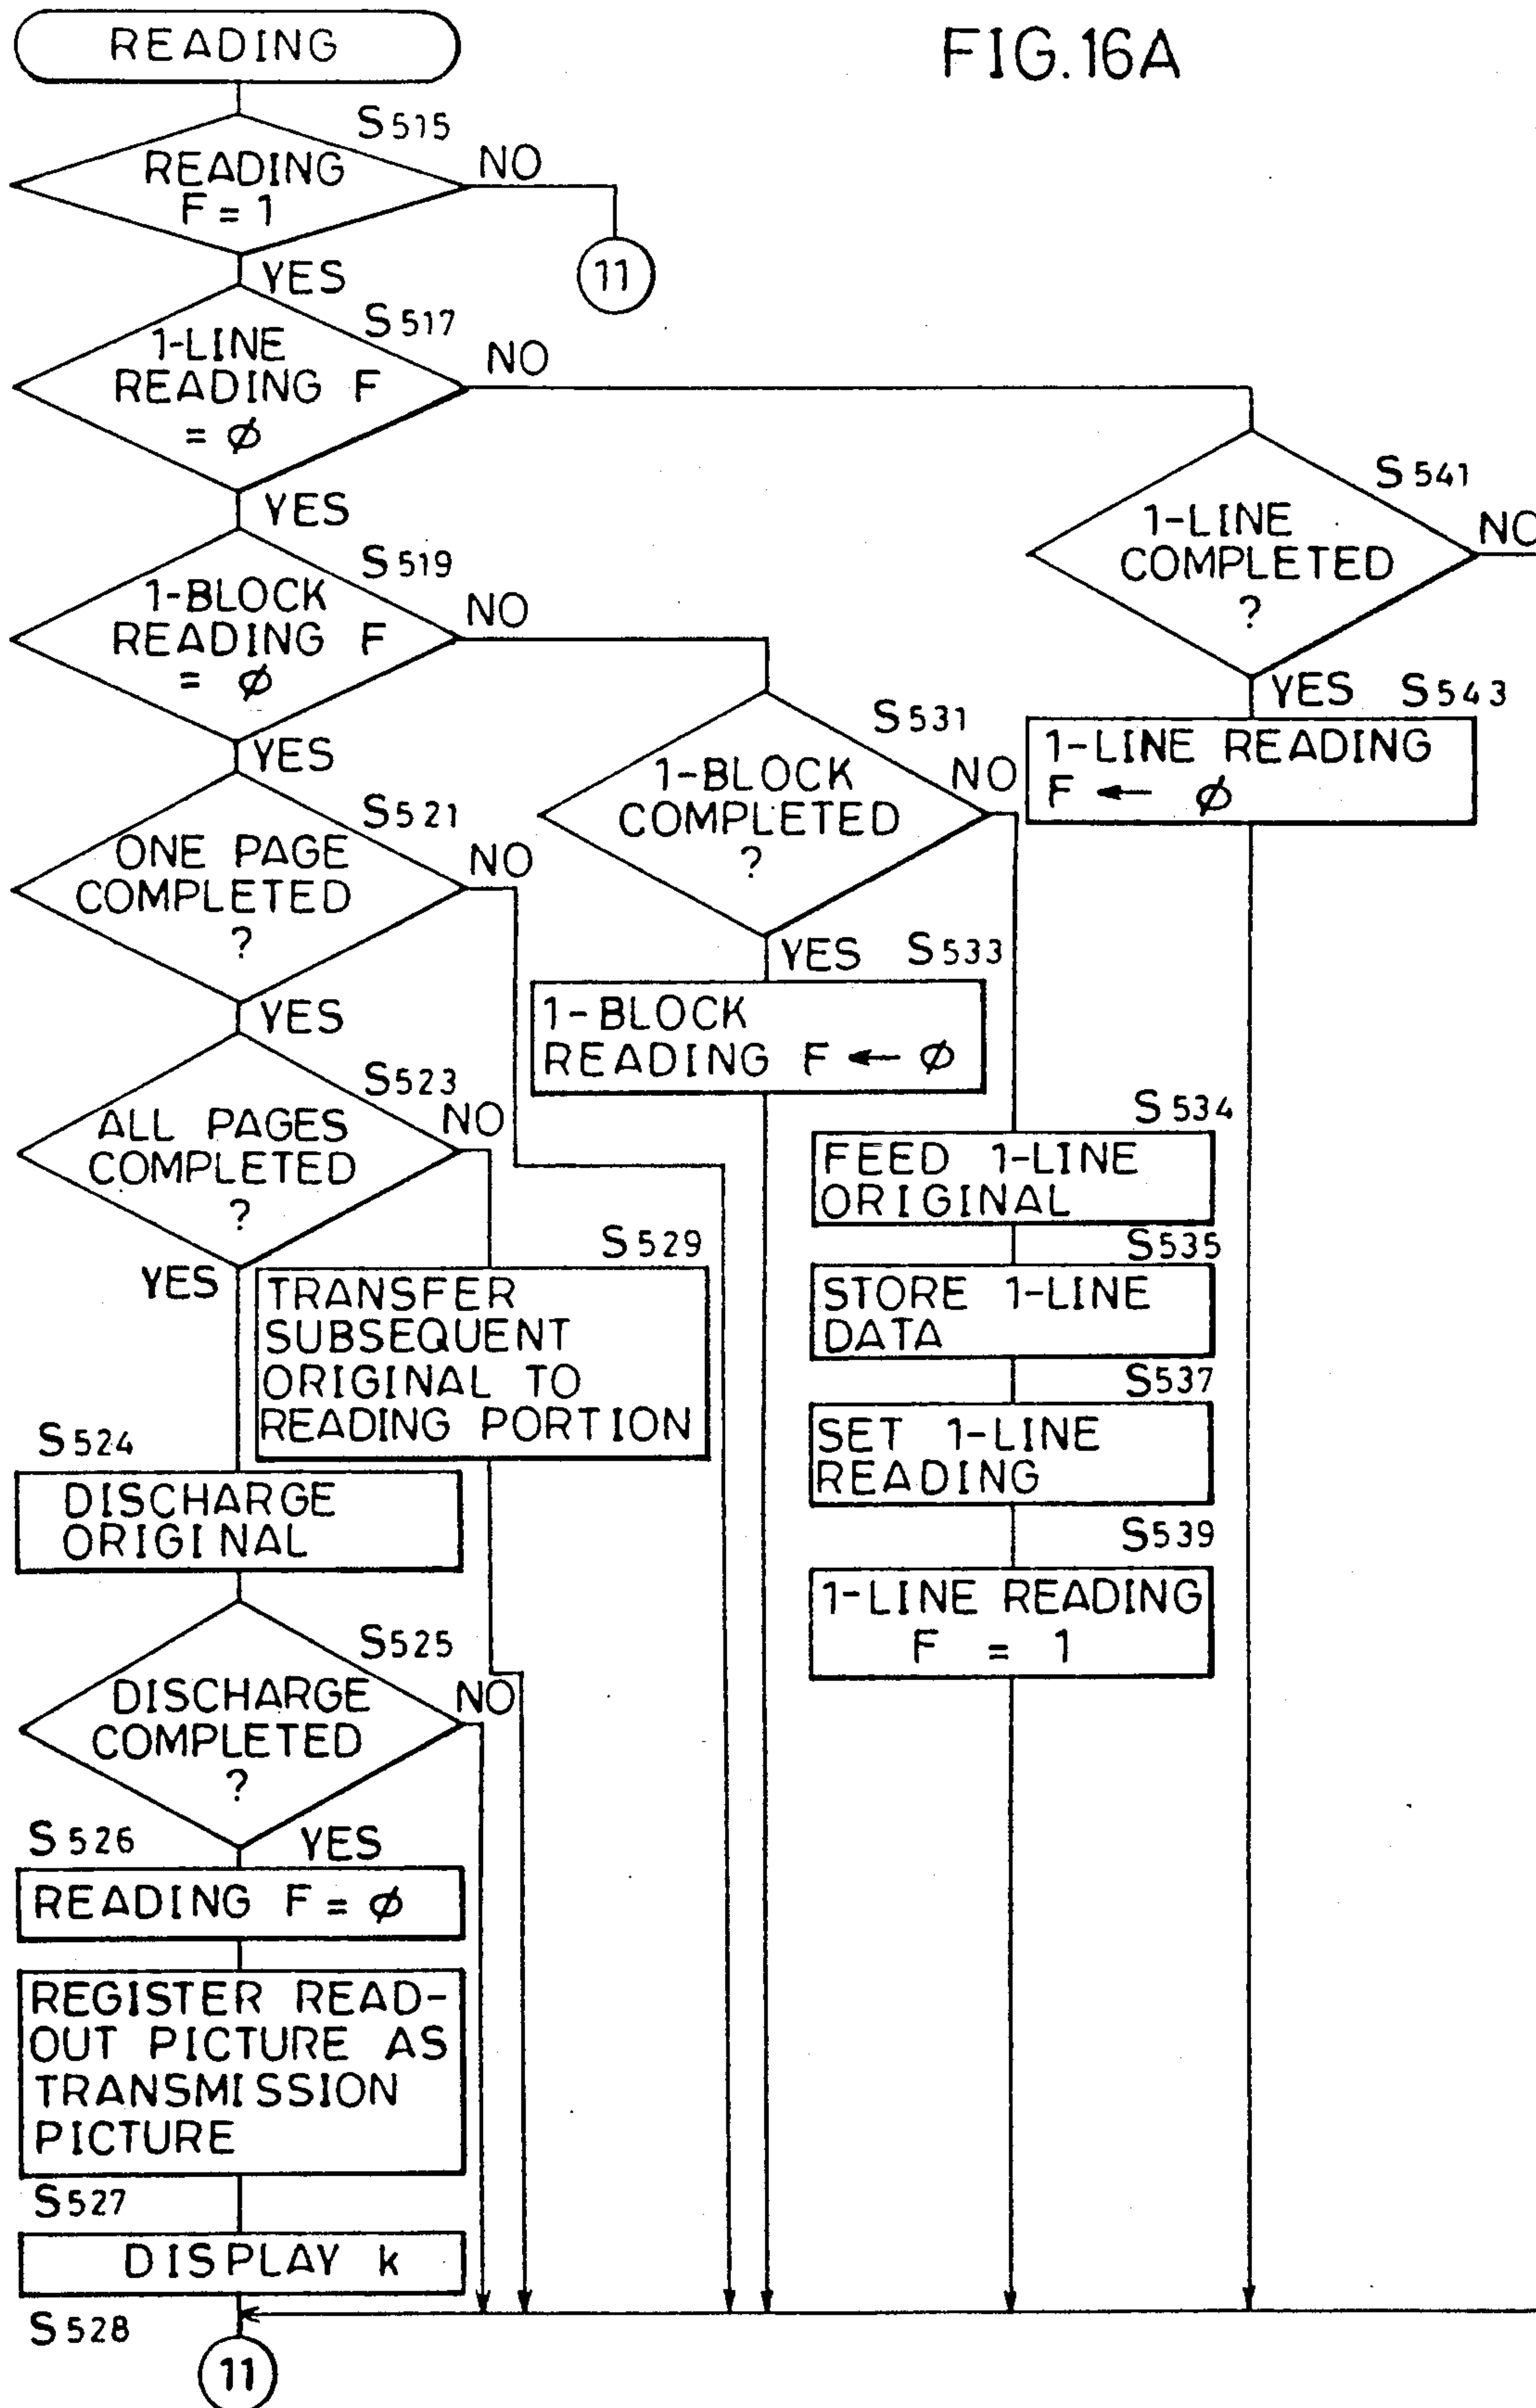 READING
FIG.16A
S515
READING
F = 1
NO
11
YES
S517
1-LINE
READING F
= ϕ
NO
YES
S541
1-LINE
COMPLETED
?
NO
YES
S543
1-LINE READING
F ← ϕ
S519
1-BLOCK
READING F
= ϕ
NO
YES
S531
1-BLOCK
COMPLETED
?
NO
YES
S533
1-BLOCK
READING F ← ϕ
S521
ONE PAGE
COMPLETED
?
NO
YES
S523
ALL PAGES
COMPLETED
?
NO
YES
S529
TRANSFER
SUBSEQUENT
ORIGINAL TO
READING PORTION
S534
FEED 1-LINE
ORIGINAL
S535
STORE 1-LINE
DATA
S537
SET 1-LINE
READING
S539
1-LINE READING
F = 1
S524
DISCHARGE
ORIGINAL
S525
DISCHARGE
COMPLETED
?
NO
YES
S526
READING F = ϕ
REGISTER READ-
OUT PICTURE AS
TRANSMISSION
PICTURE
S527
DISPLAY k
S528
11